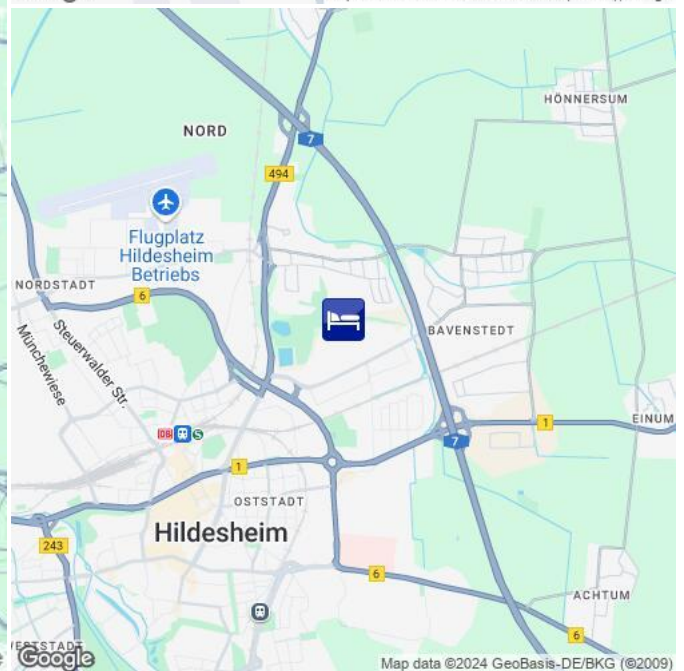 HÖNNERSUM
NORD
7
494
Flugplatz
Hildesheim
Betriebs
NORDSTADT
6
Steuerwalder Str.
Münchewiese
BAVENSTEDT
1
EINUM
7
DB
S
1
OSTSTADT
Hildesheim
243
6
ACHTUM
6
Google
Map data ©2024 GeoBasis-DE/BKG (©2009)